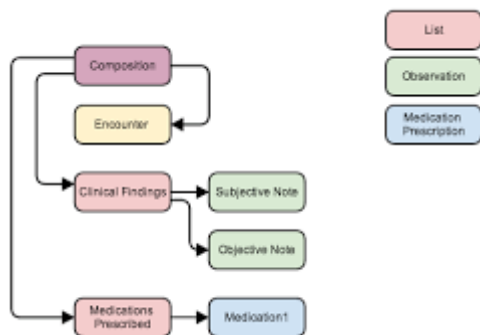 List
Composition
Observation
Encounter
Medication
Prescription
Clinical Findings
Subjective Note
Objective Note
Medications
Prescribed
Medication1